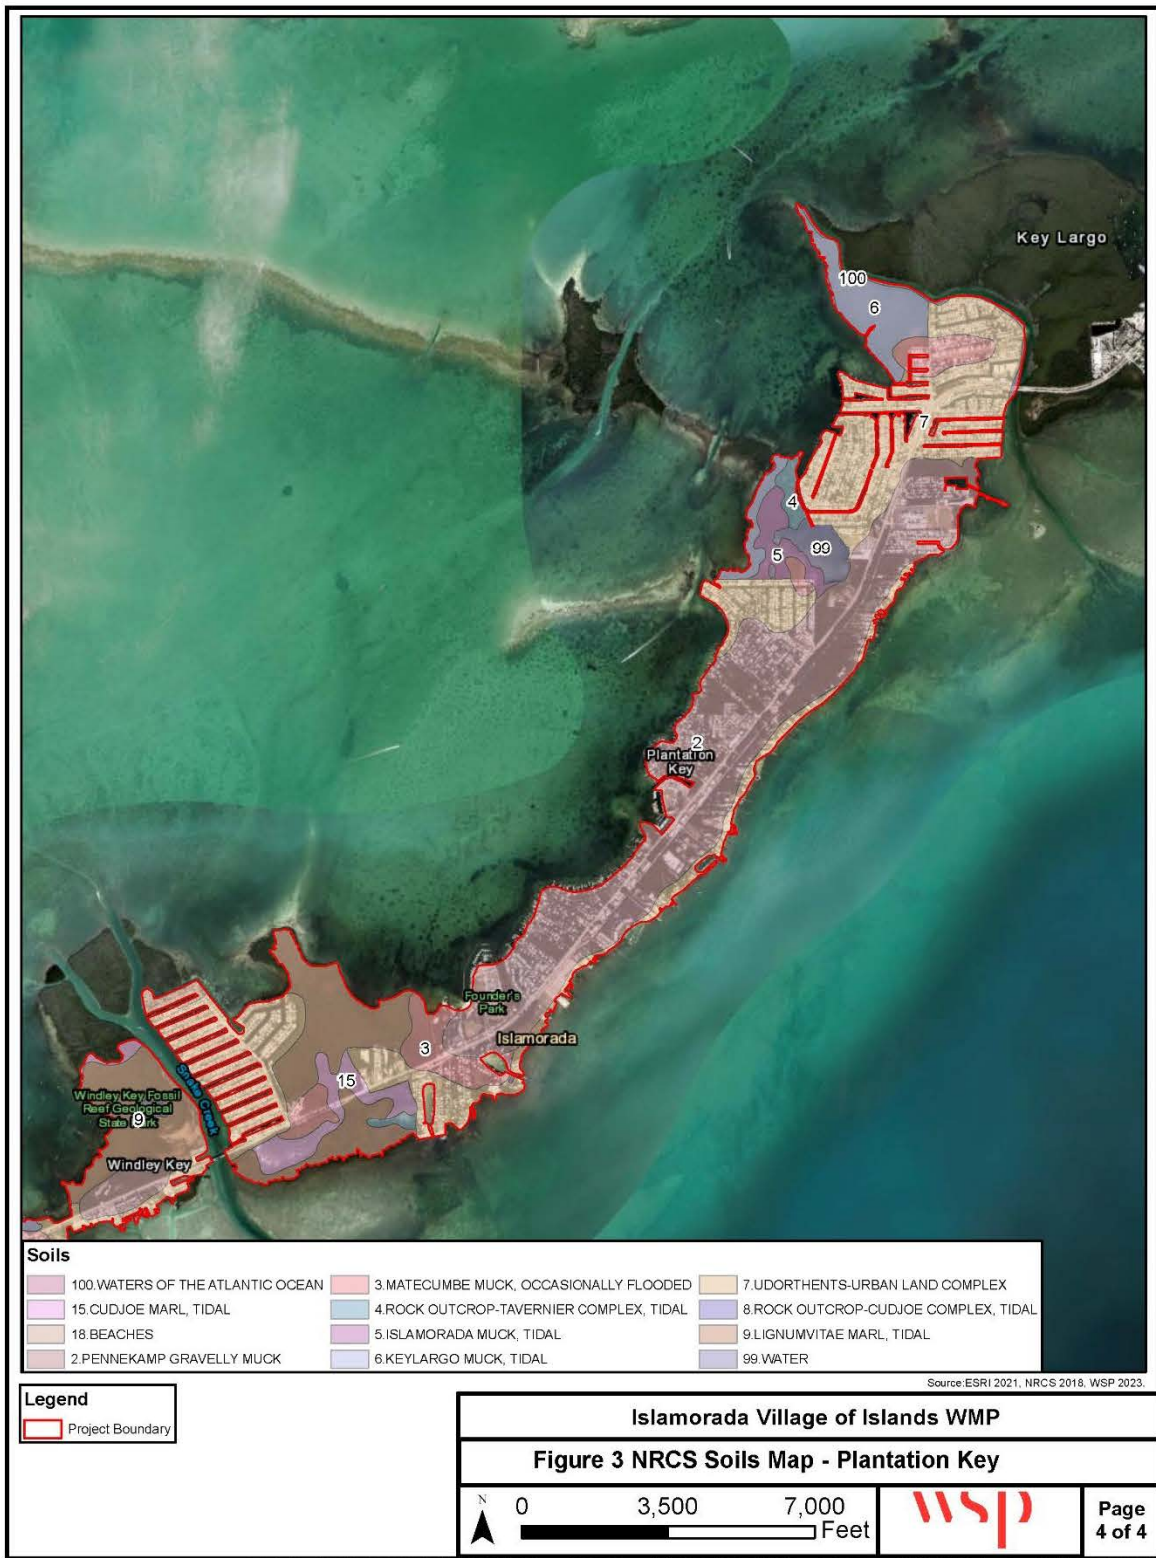 Key Largo
100
6
7
4
99
5
2
Plantation
Key
Founder's
Park
Islamorada
3
15
Snake Creek
Windley Key Fossil
Reef Geological
State Park
9
Windley Key
Soils
100.WATERS OF THE ATLANTIC OCEAN
15.CUDJOE MARL, TIDAL
18.BEACHES
2.PENNEKAMP GRAVELLY MUCK
3.MATECUMBE MUCK, OCCASIONALLY FLOODED
4.ROCK OUTCROP-TAVERNIER COMPLEX, TIDAL
5.ISLAMORADA MUCK, TIDAL
6.KEYLARGO MUCK, TIDAL
7.UDORTHENTS-URBAN LAND COMPLEX
8.ROCK OUTCROP-CUDJOE COMPLEX, TIDAL
9.LIGNUMVITAE MARL, TIDAL
99.WATER
Source:ESRI 2021, NRCS 2018, WSP 2023.
Legend
Project Boundary
Islamorada Village of Islands WMP
Figure 3 NRCS Soils Map - Plantation Key
N
0 3,500 7,000
Feet
wsp
Page
4 of 4